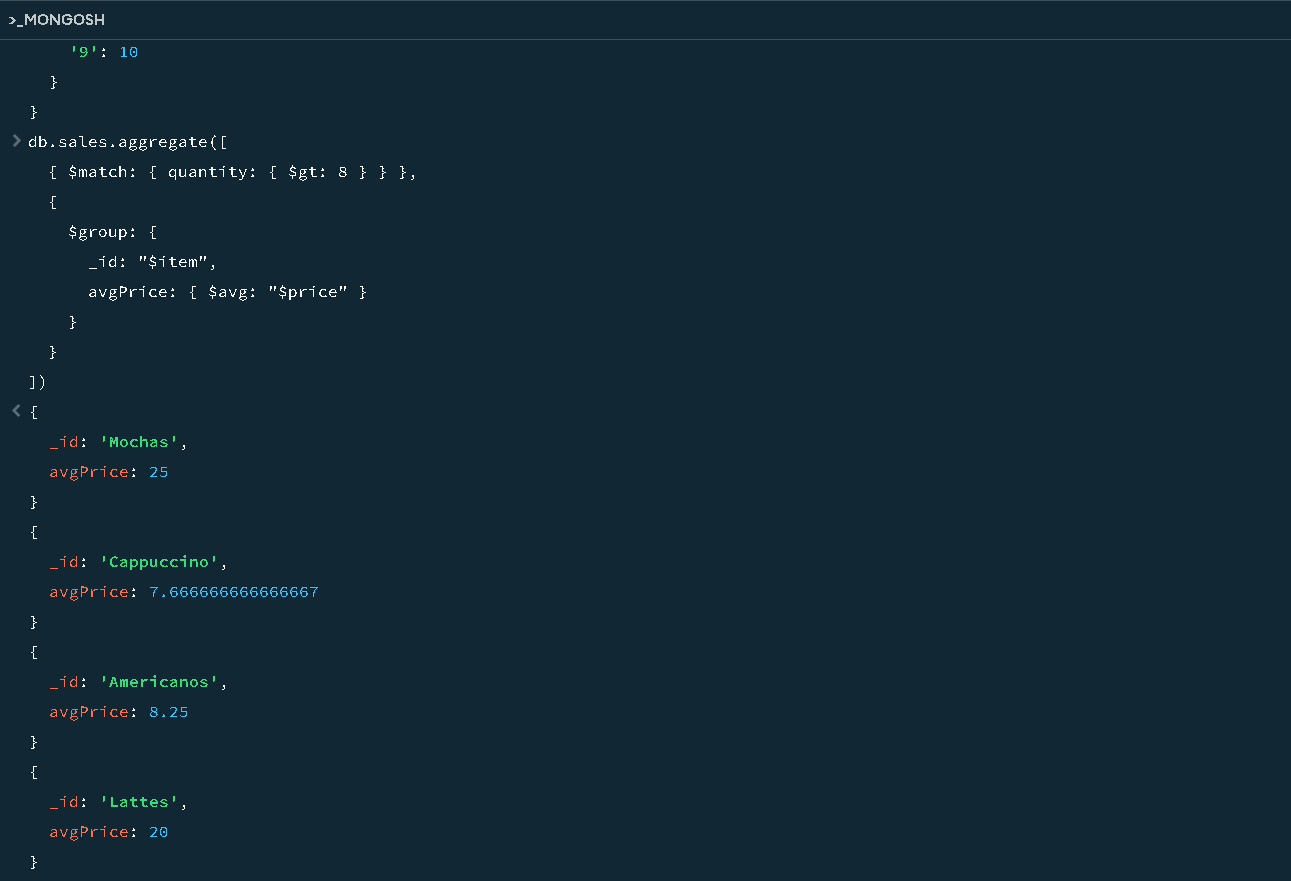 >_MONGOSH
'9': 10
}
}
> db.sales.aggregate([
{ $match: { quantity: { $gt: 8 } } },
{
$group: {
_id: "$item",
avgPrice: { $avg: "$price" }
}
}
])
< {
_id: 'Mochas',
avgPrice: 25
}
{
_id: 'Cappuccino',
avgPrice: 7.666666666666667
}
{
_id: 'Americanos',
avgPrice: 8.25
}
{
_id: 'Lattes',
avgPrice: 20
}